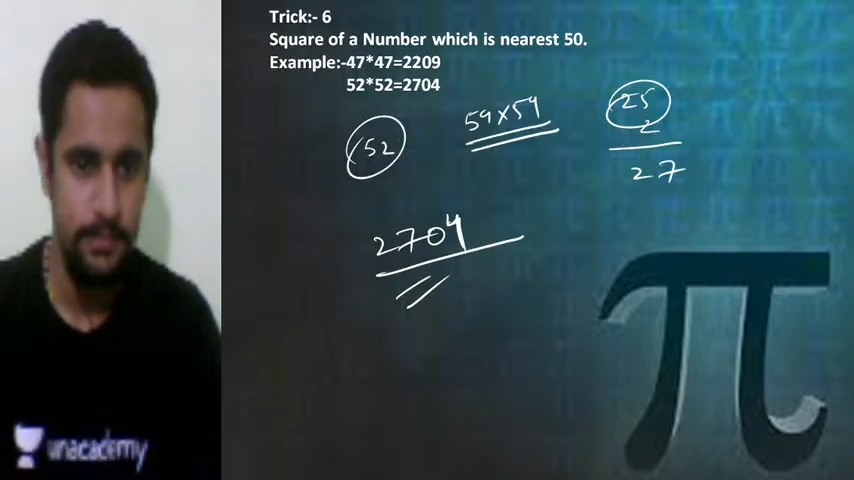 Trick:- 6
Square of a Number which is nearest 50.
Example:-47*47=2209
52*52=2704
52
59x59
25
2
27
2704
unacademy